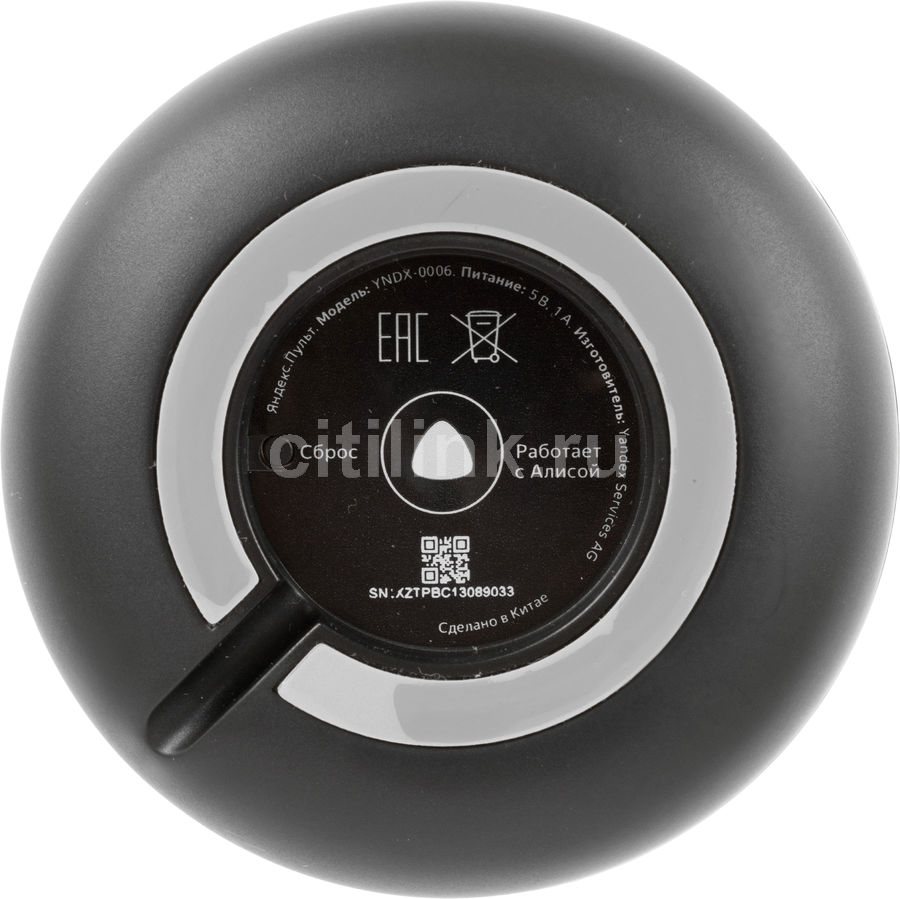 Яндекс.Пульт. Модель: YNDX-0006. Питание: 5 В, 1 А. Изготовитель: Yandex Services AG
EAC
Сброс
Работает
с Алисой
citilink.ru
SN:XZTPBC13089033
Сделано в Китае